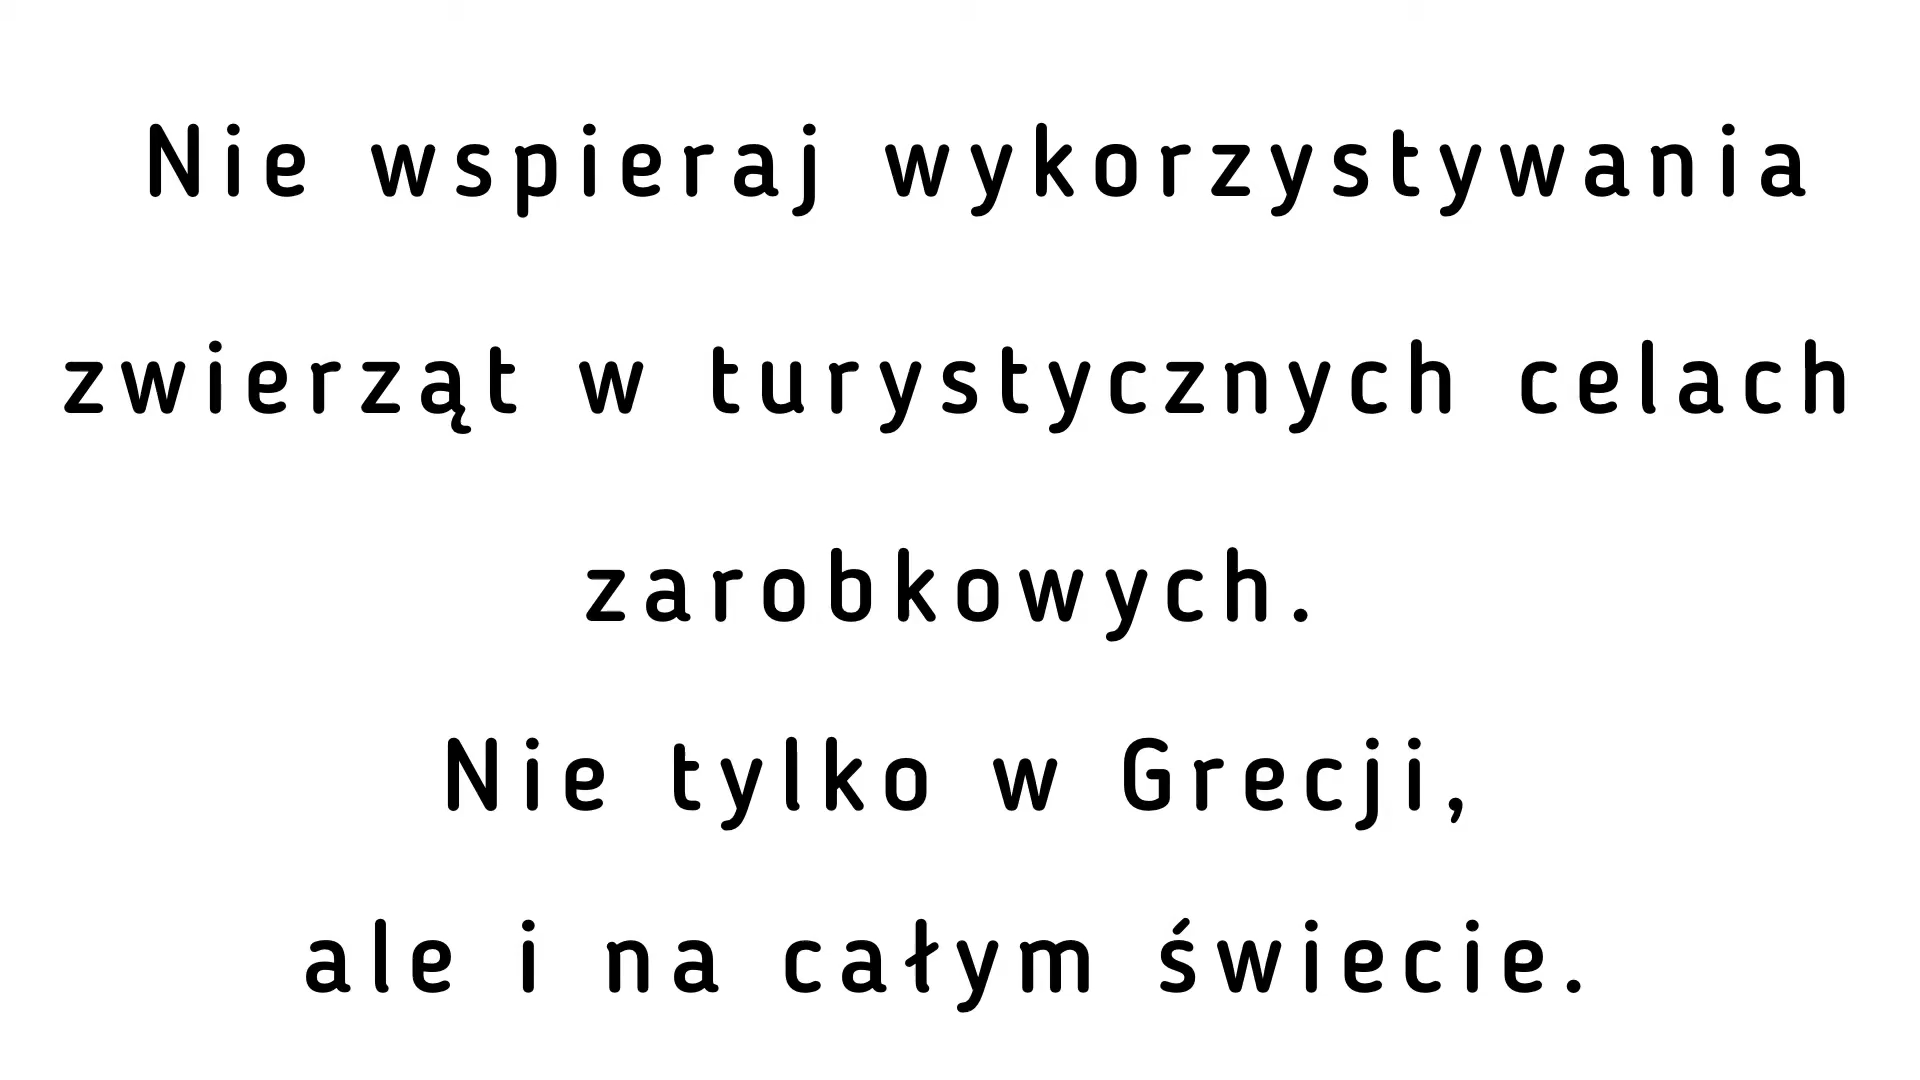 Nie wspieraj wykorzystywania
zwierząt w turystycznych celach
zarobkowych.
Nie tylko w Grecji,
ale i na całym świecie.